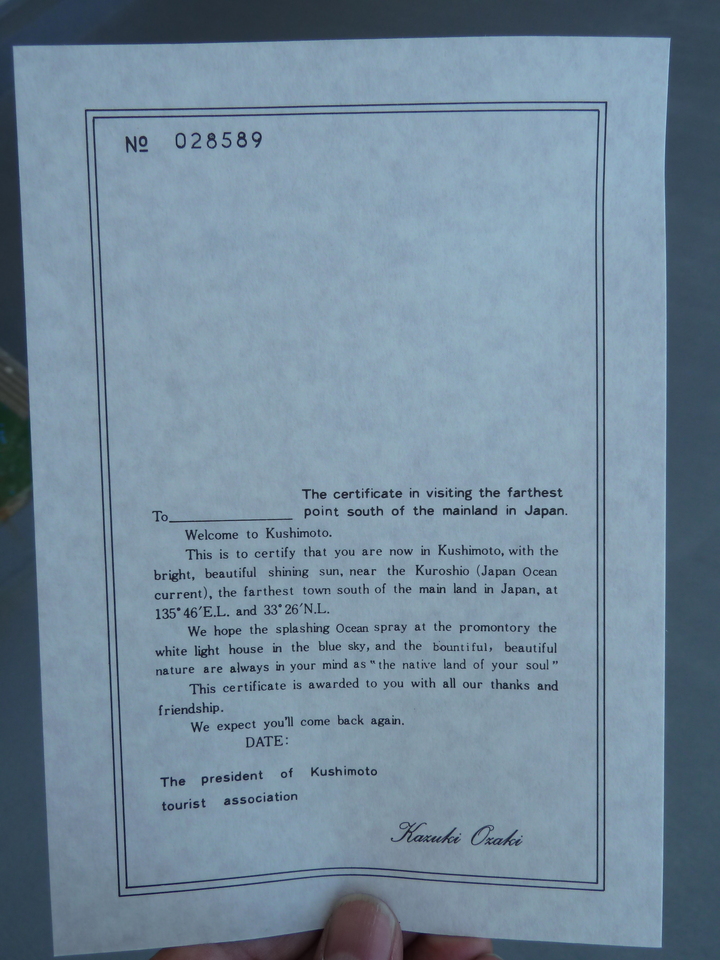 № 028589
The certificate in visiting the farthest
To____________ point south of the mainland in Japan.
Welcome to Kushimoto.
This is to certify that you are now in Kushimoto, with the
bright, beautiful shining sun, near the Kuroshio (Japan Ocean
current), the farthest town south of the main land in Japan, at
135°46′E.L. and 33°26′N.L.
We hope the splashing Ocean spray at the promontory the
white light house in the blue sky, and the bountiful, beautiful
nature are always in your mind as "the native land of your soul"
This certificate is awarded to you with all our thanks and
friendship.
We expect you'll come back again.
DATE:
The president of Kushimoto
tourist association
Kazuki Ozaki